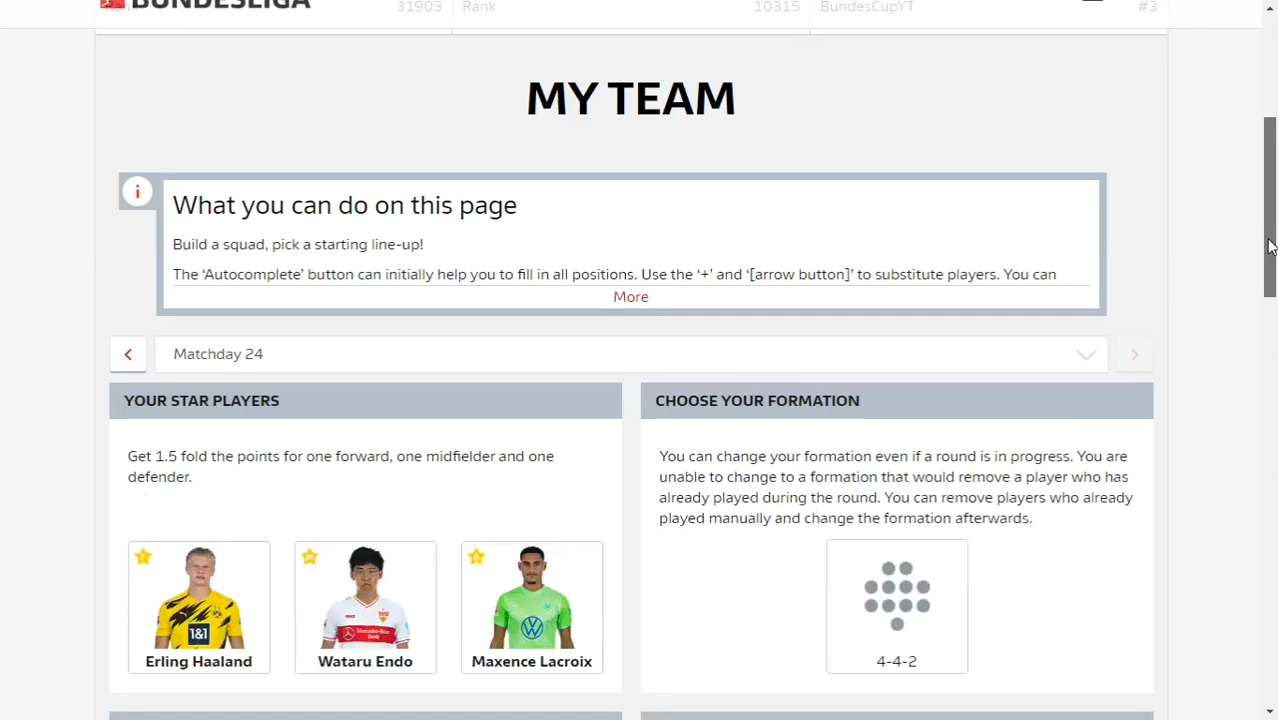 BUNDESLIGA
Rank 31903 Rank 10315 BundesCupYT #3
MY TEAM
i
What you can do on this page
Build a squad, pick a starting line-up!
The ‘Autocomplete’ button can initially help you to fill in all positions. Use the ‘+’ and ‘[arrow button]’ to substitute players. You can
More
Matchday 24
YOUR STAR PLAYERS
Get 1.5 fold the points for one forward, one midfielder and one
defender.
1&1
Mercedes-Benz
Bank
Erling Haaland
Wataru Endo
Maxence Lacroix
CHOOSE YOUR FORMATION
You can change your formation even if a round is in progress. You are
unable to change to a formation that would remove a player who has
already played during the round. You can remove players who already
played manually and change the formation afterwards.
4-4-2